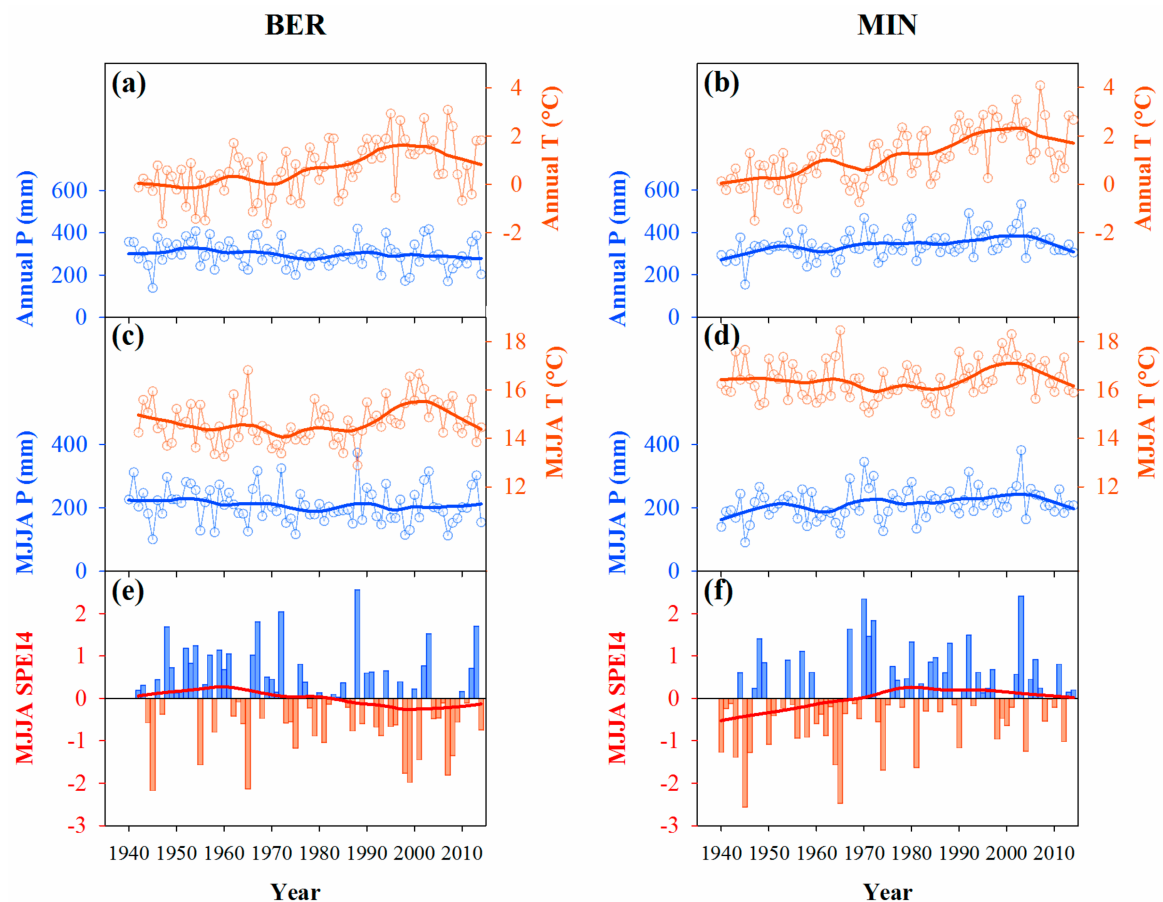 BER MIN
(a) (b)
4 4
2 2
0 0
-2 -2
Annual T (°C) Annual T (°C)
600 600
400 400
200 200
0 0
Annual P (mm) Annual P (mm)
(c) (d)
18 18
16 16
14 14
12 12
MJJA T (°C) MJJA T (°C)
400 400
200 200
0 0
MJJA P (mm) MJJA P (mm)
(e) (f)
2 2
1 1
0 0
-1 -1
-2 -2
-3 -3
MJJA SPEI4 MJJA SPEI4
1940 1950 1960 1970 1980 1990 2000 2010 1940 1950 1960 1970 1980 1990 2000 2010
Year Year